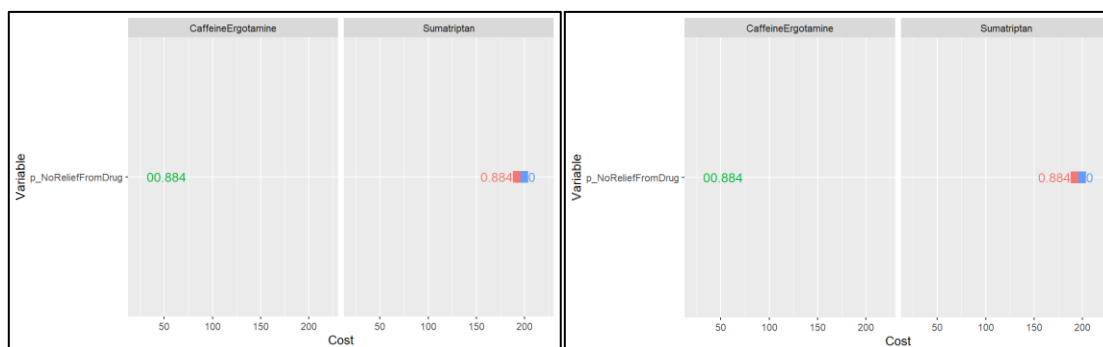 CaffeineErgotamine Sumatriptan
Variable
p_NoReliefFromDrug
00.884
0.884 0
50 100 150 200 50 100 150 200
Cost
CaffeineErgotamine Sumatriptan
Variable
p_NoReliefFromDrug
00.884
0.884 0
50 100 150 200 50 100 150 200
Cost